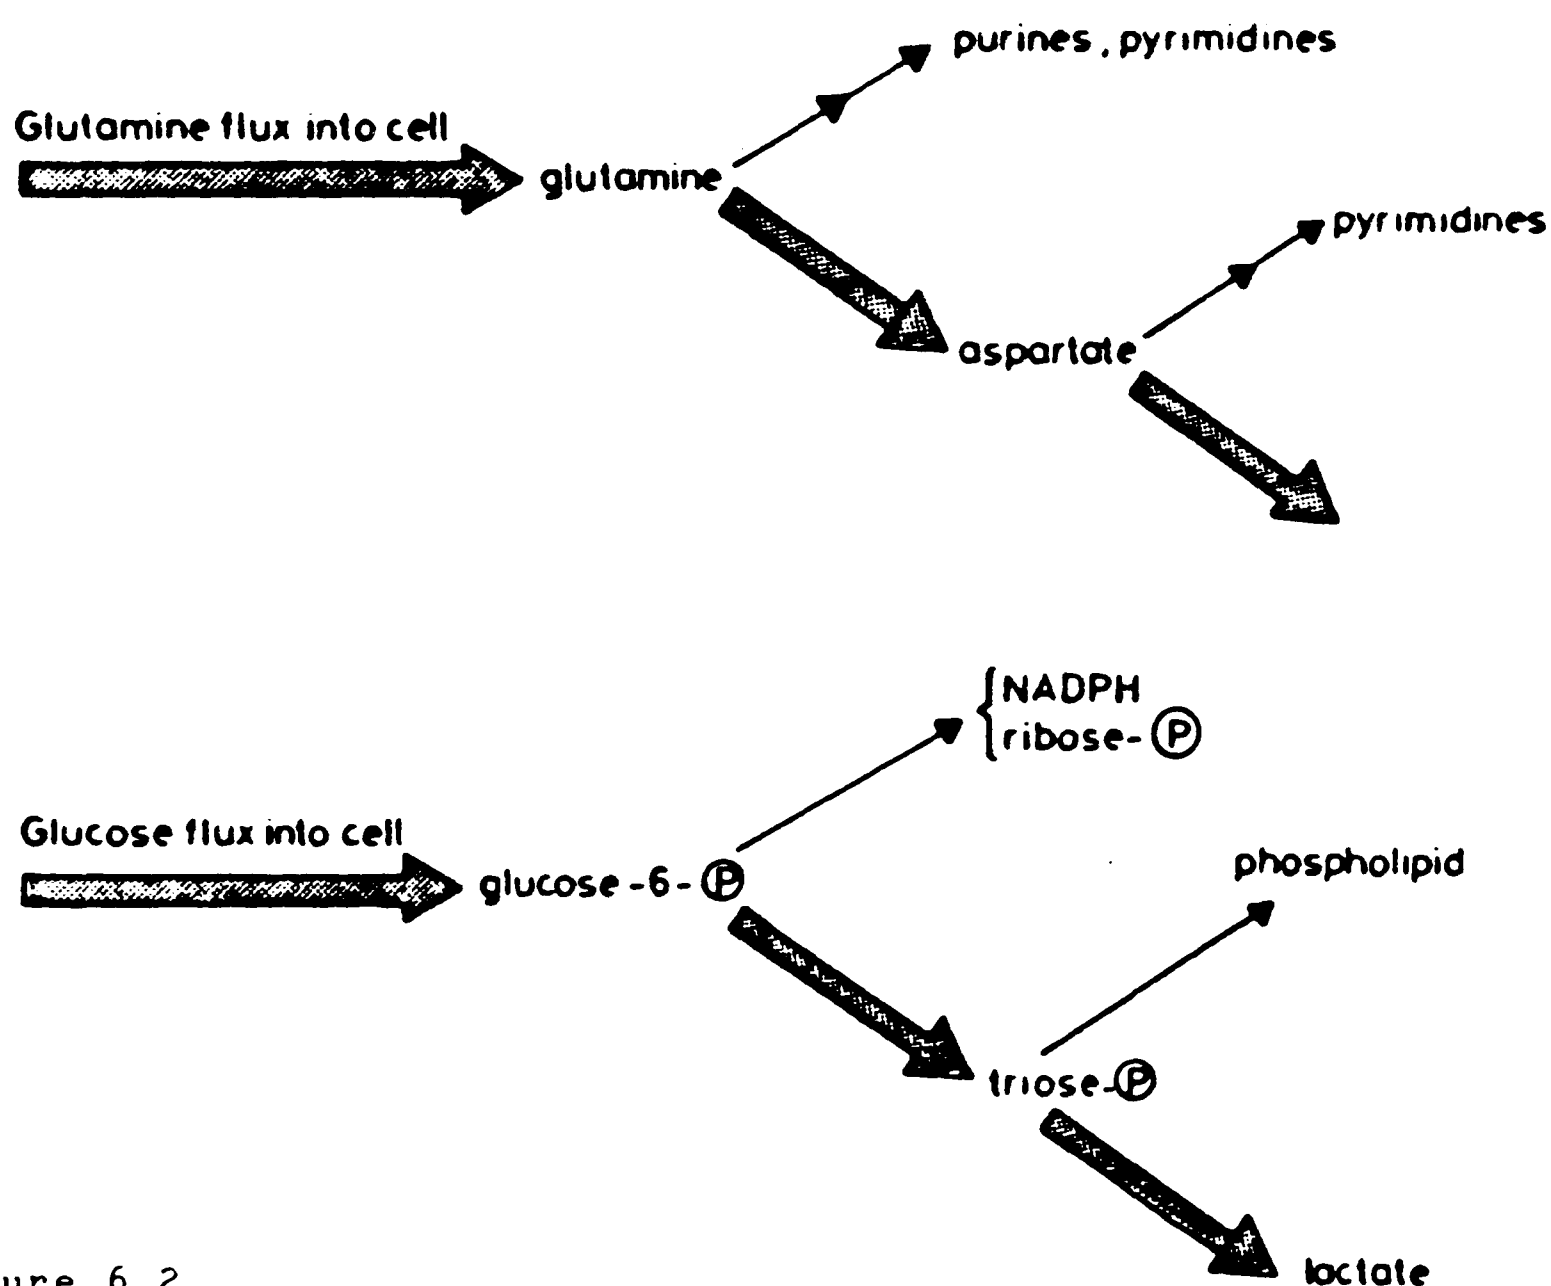 purines, pyrimidines
Glutamine flux into cell
glutamine
pyrimidines
aspartate
NADPH
ribose-Ⓟ
Glucose flux into cell
glucose-6-Ⓟ
phospholipid
triose-Ⓟ
lactate
ure 6.2